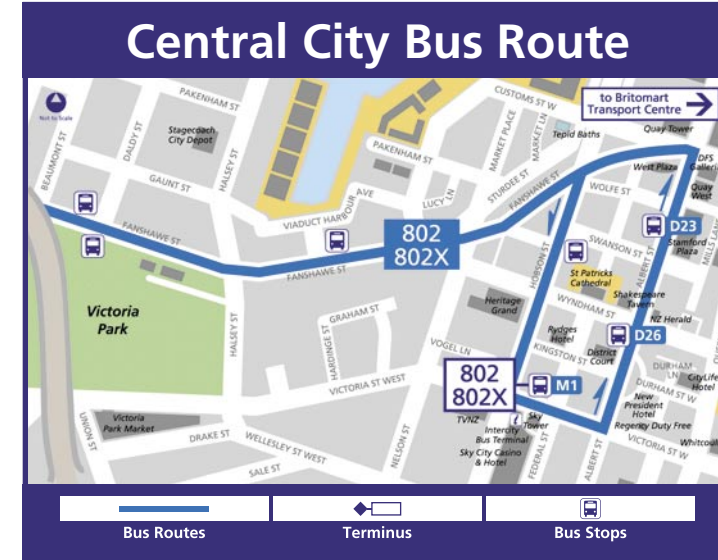 Central City Bus Route
Not to Scale
BEAUMONT ST
DALDY ST
PAKENHAM ST
Stagecoach
City Depot
HALSEY ST
GAUNT ST
CUSTOMS ST W
MARKET PLACE
MARKET LN
Tepid Baths
to Britomart
Transport Centre
Quay Tower
PAKENHAM ST
STURDEE ST
FANSHAWE ST
West Plaza
DFS
Quay
West
WOLFE ST
LUCY LN
VIADUCT HARBOUR AVE
FANSHAWE ST
FANSHAWE ST
802
802X
HOBSON ST
SWANSON ST
ALBERT ST
D23
Stamford
Plaza
MILLS LANE
St Patricks
Cathedral
Shakespeare
Tavern
WYNDHAM ST
NZ Herald
Heritage
Grand
Victoria
Park
HALSEY ST
GRAHAM ST
HARDINGE ST
VOGEL LN
Rydges
Hotel
KINGSTON ST
District
Court
D26
DURHAM
LN
DURHAM ST W
CityLife
Hotel
802
802X
M1
New
President
Hotel
Regency Duty Free
VICTORIA ST WEST
VICTORIA ST W
TVNZ
i
Sky
Tower
Intercity
Bus Terminal
Sky City Casino
& Hotel
FEDERAL ST
ALBERT ST
UNION ST
Victoria
Park Market
DRAKE ST
WELLESLEY ST WEST
SALE ST
NELSON ST
Bus Routes
Terminus
Bus Stops